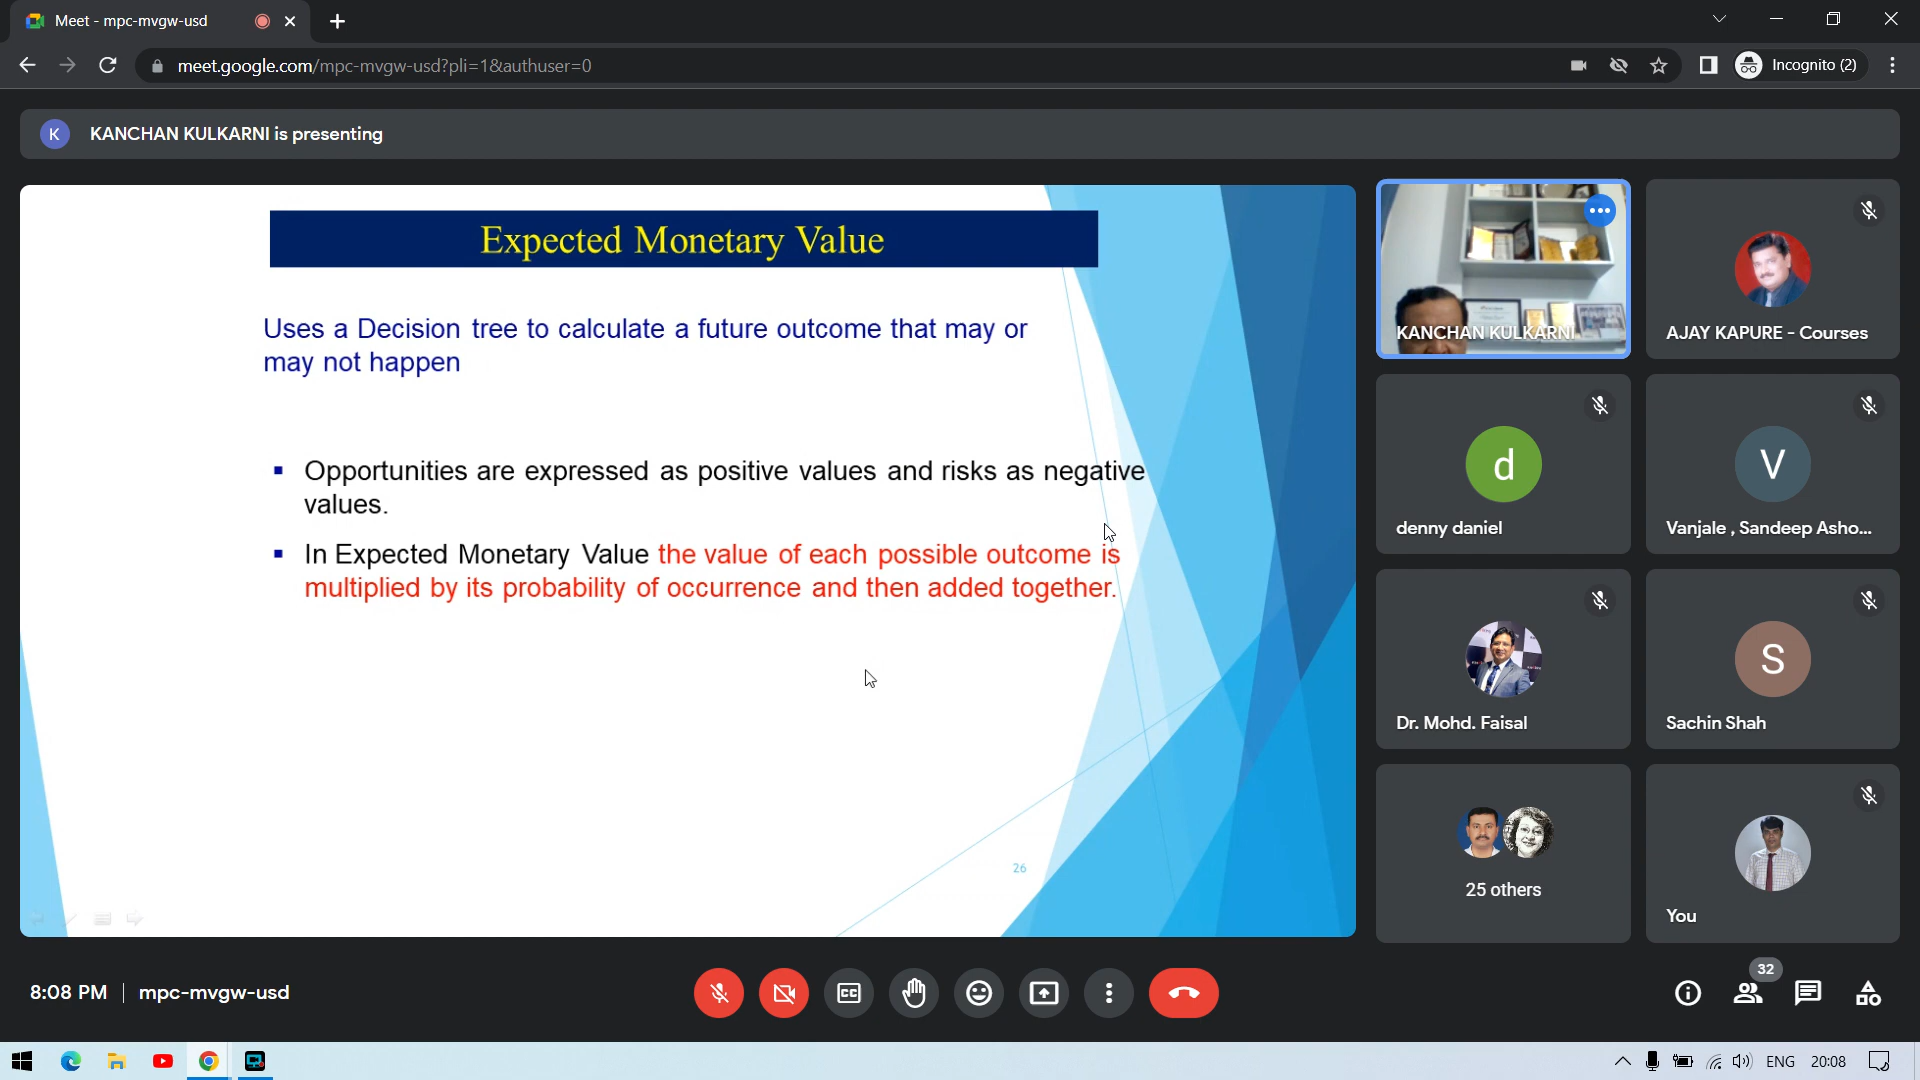 Meet - mpc-mvgw-usd
meet.google.com/mpc-mvgw-usd?pli=1&authuser=0
Incognito (2)
K
KANCHAN KULKARNI is presenting
Expected Monetary Value
Uses a Decision tree to calculate a future outcome that may or
may not happen
Opportunities are expressed as positive values and risks as negative
values.
In Expected Monetary Value the value of each possible outcome is
multiplied by its probability of occurrence and then added together.
26
KANCHAN KULKARNI
AJAY KAPURE - Courses
d
denny daniel
V
Vanjale , Sandeep Asho...
Dr. Mohd. Faisal
S
Sachin Shah
25 others
You
8:08 PM | mpc-mvgw-usd
CC
32
ENG
20:08